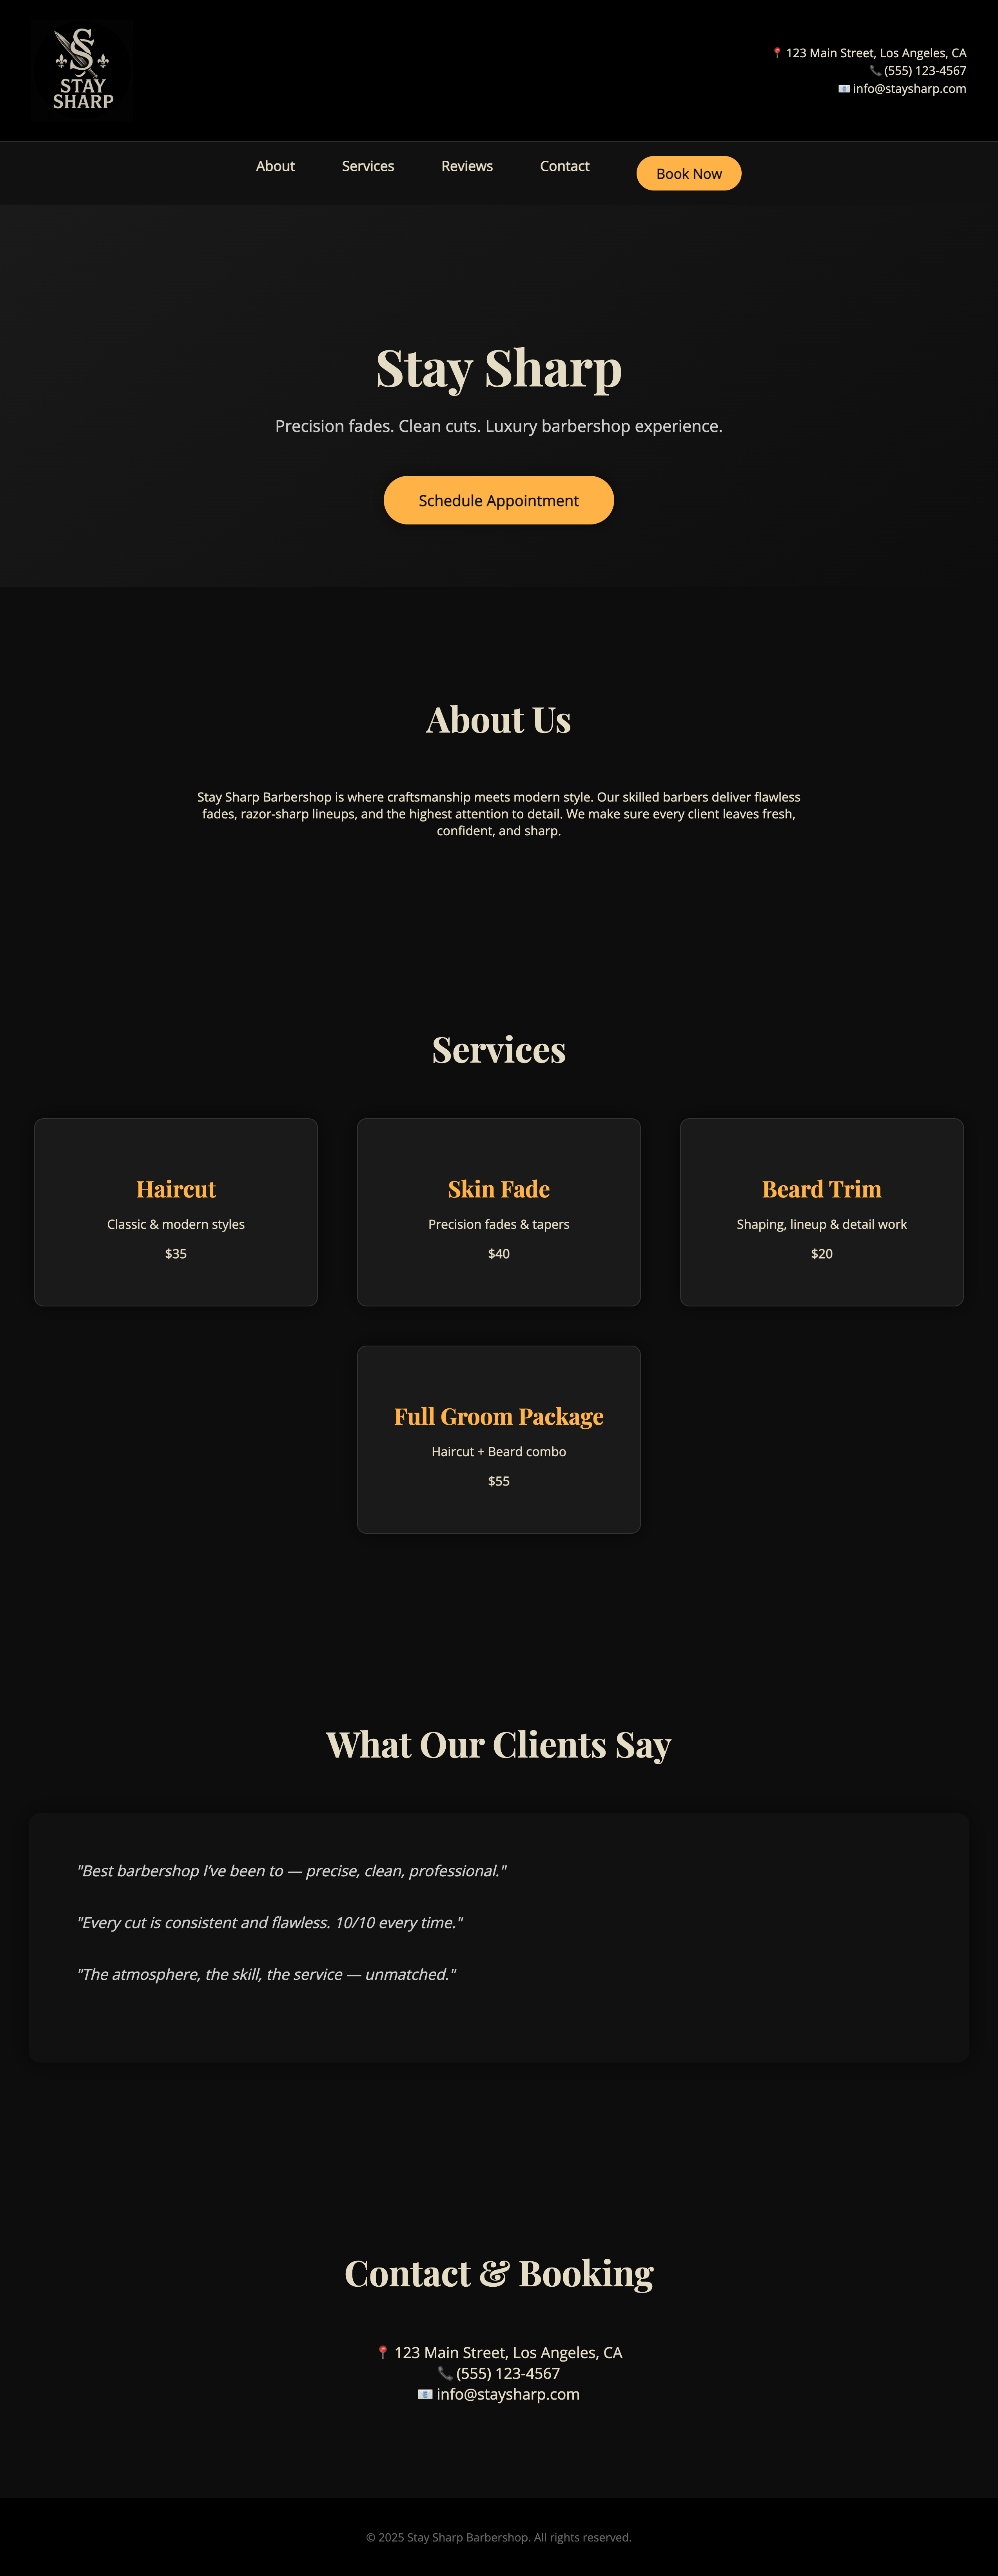 S
STAY
SHARP
📍 123 Main Street, Los Angeles, CA
📞 (555) 123-4567
📧 info@staysharp.com
About Services Reviews Contact Book Now
Stay Sharp
Precision fades. Clean cuts. Luxury barbershop experience.
Schedule Appointment
About Us
Stay Sharp Barbershop is where craftsmanship meets modern style. Our skilled barbers deliver flawless
fades, razor-sharp lineups, and the highest attention to detail. We make sure every client leaves fresh,
confident, and sharp.
Services
Haircut
Classic & modern styles
$35
Skin Fade
Precision fades & tapers
$40
Beard Trim
Shaping, lineup & detail work
$20
Full Groom Package
Haircut + Beard combo
$55
What Our Clients Say
"Best barbershop I’ve been to — precise, clean, professional."
"Every cut is consistent and flawless. 10/10 every time."
"The atmosphere, the skill, the service — unmatched."
Contact & Booking
📍 123 Main Street, Los Angeles, CA
📞 (555) 123-4567
📧 info@staysharp.com
© 2025 Stay Sharp Barbershop. All rights reserved.